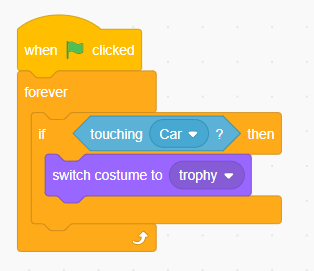 when clicked
forever
if touching Car ? then
switch costume to trophy